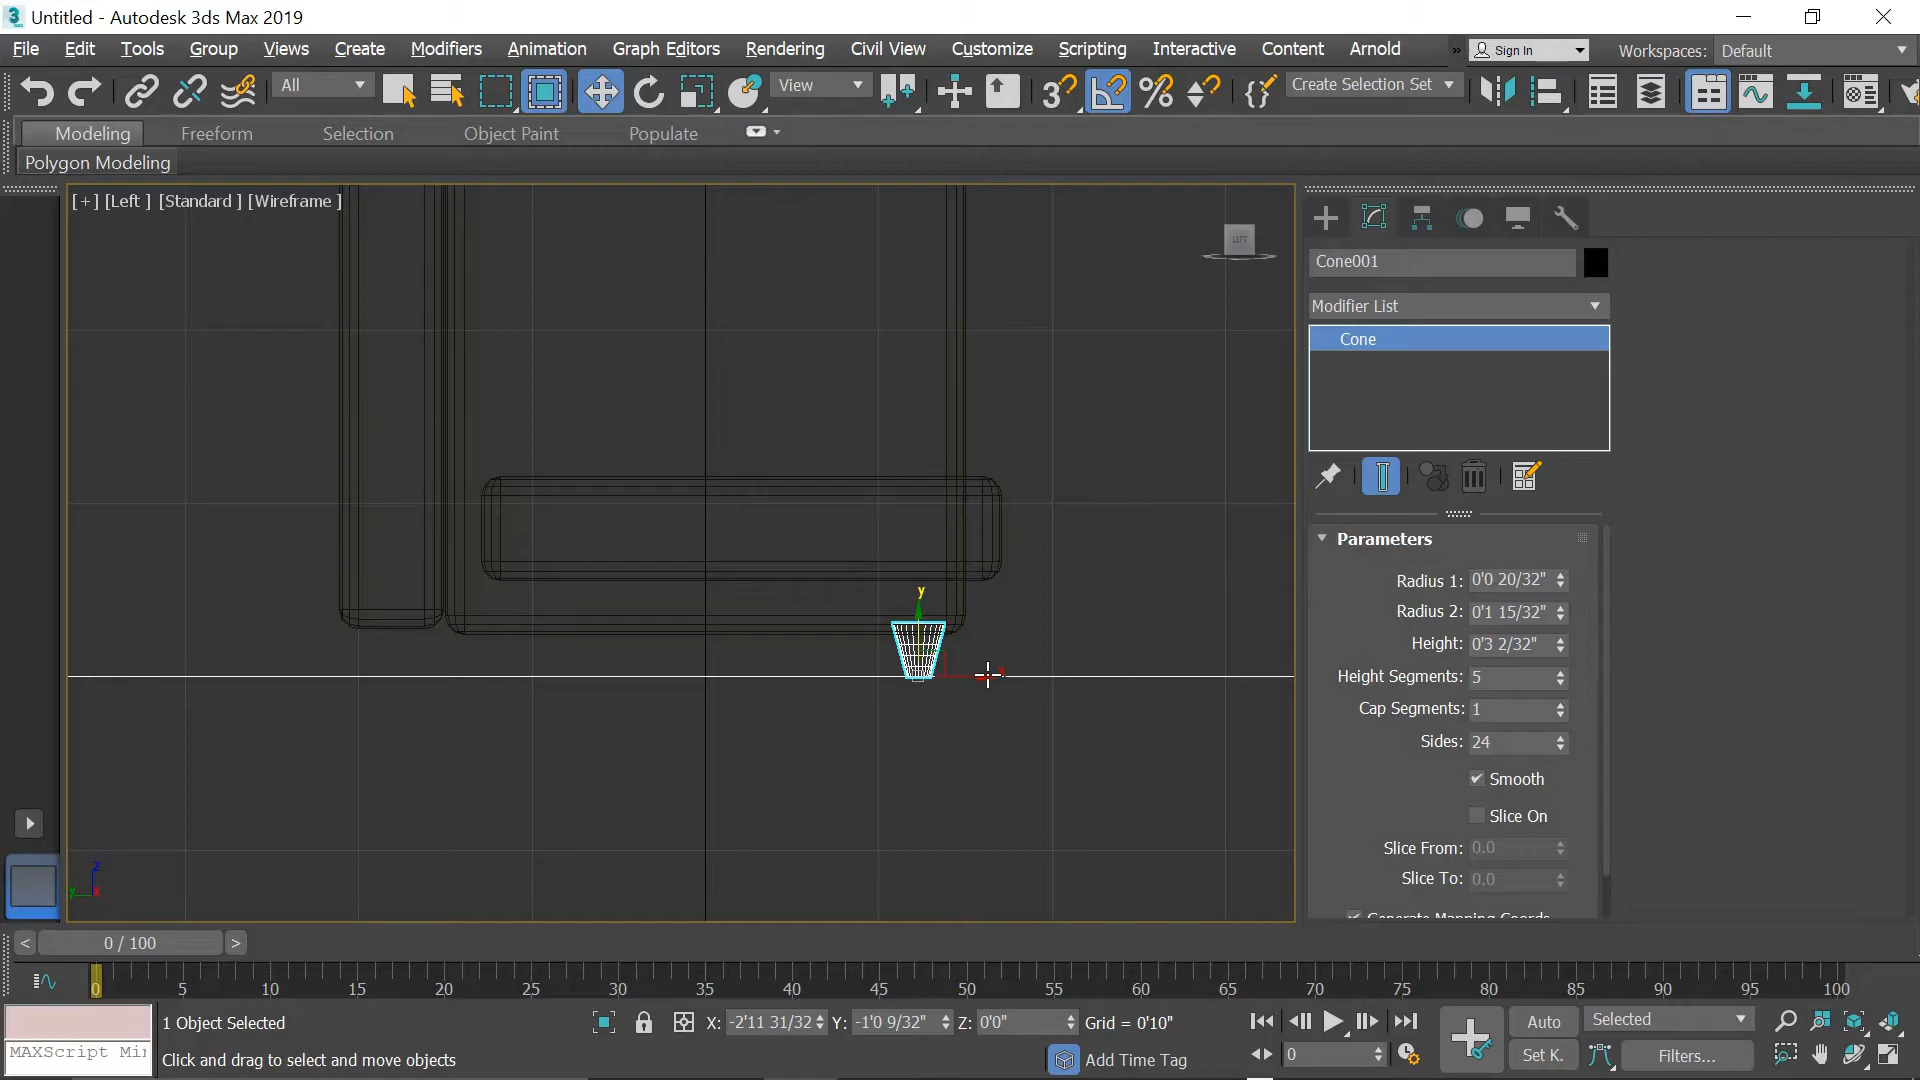 Untitled - Autodesk 3ds Max 2019
File Edit Tools Group Views Create Modifiers Animation Graph Editors Rendering Civil View Customize Scripting Interactive Content Arnold » Sign In Workspaces: Default
All View Create Selection Set
Modeling Freeform Selection Object Paint Populate
Polygon Modeling
[ + ] [Left ] [Standard ] [Wireframe ]
LEFT
Cone001
Modifier List
Cone
Parameters
Radius 1: 0'0 20/32"
Radius 2: 0'1 15/32"
Height: 0'3 2/32"
Height Segments: 5
Cap Segments: 1
Sides: 24
Smooth
Slice On
Slice From: 0.0
Slice To: 0.0
Generate Mapping Coords
y
x
z
y x
< 0 / 100 >
0 5 10 15 20 25 30 35 40 45 50 55 60 65 70 75 80 85 90 95 100
1 Object Selected X: -2'11 31/32 Y: -1'0 9/32" Z: 0'0" Grid = 0'10" Auto Selected
MAXScript Mi
Click and drag to select and move objects Add Time Tag 0 Set K. Filters...